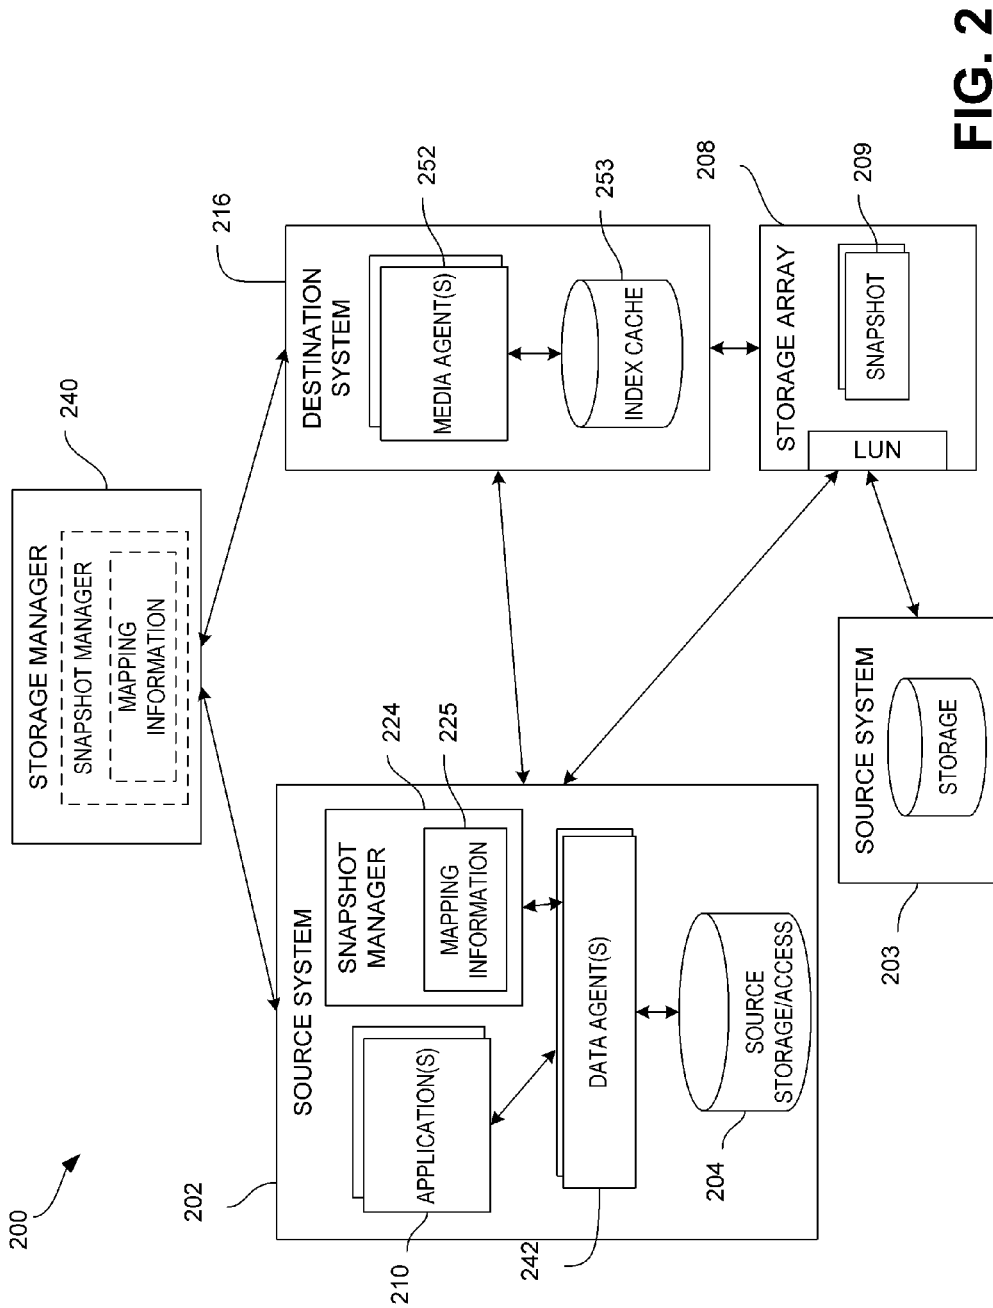 200
STORAGE MANAGER
240
SNAPSHOT MANAGER
MAPPING
INFORMATION
202
SOURCE SYSTEM
SNAPSHOT
MANAGER
224
MAPPING
INFORMATION
225
APPLICATION(S)
210
DATA AGENT(S)
242
SOURCE
STORAGE/ACCESS
204
DESTINATION
SYSTEM
216
MEDIA AGENT(S)
252
INDEX CACHE
253
STORAGE ARRAY
208
LUN
SNAPSHOT
209
SOURCE SYSTEM
203
STORAGE
FIG. 2